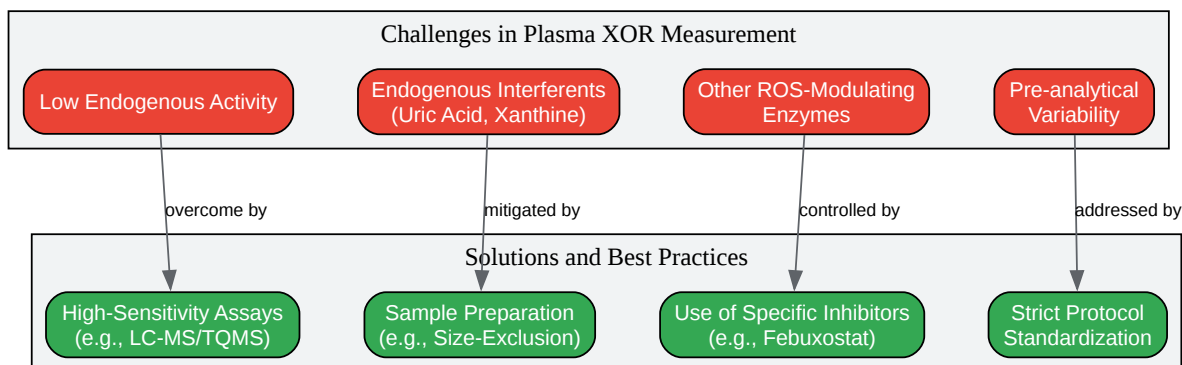 Challenges in Plasma XOR Measurement
Low Endogenous Activity
Endogenous Interferents
(Uric Acid, Xanthine)
Other ROS-Modulating
Enzymes
Pre-analytical
Variability
overcome by
mitigated by
controlled by
addressed by
Solutions and Best Practices
High-Sensitivity Assays
(e.g., LC-MS/TQMS)
Sample Preparation
(e.g., Size-Exclusion)
Use of Specific Inhibitors
(e.g., Febuxostat)
Strict Protocol
Standardization